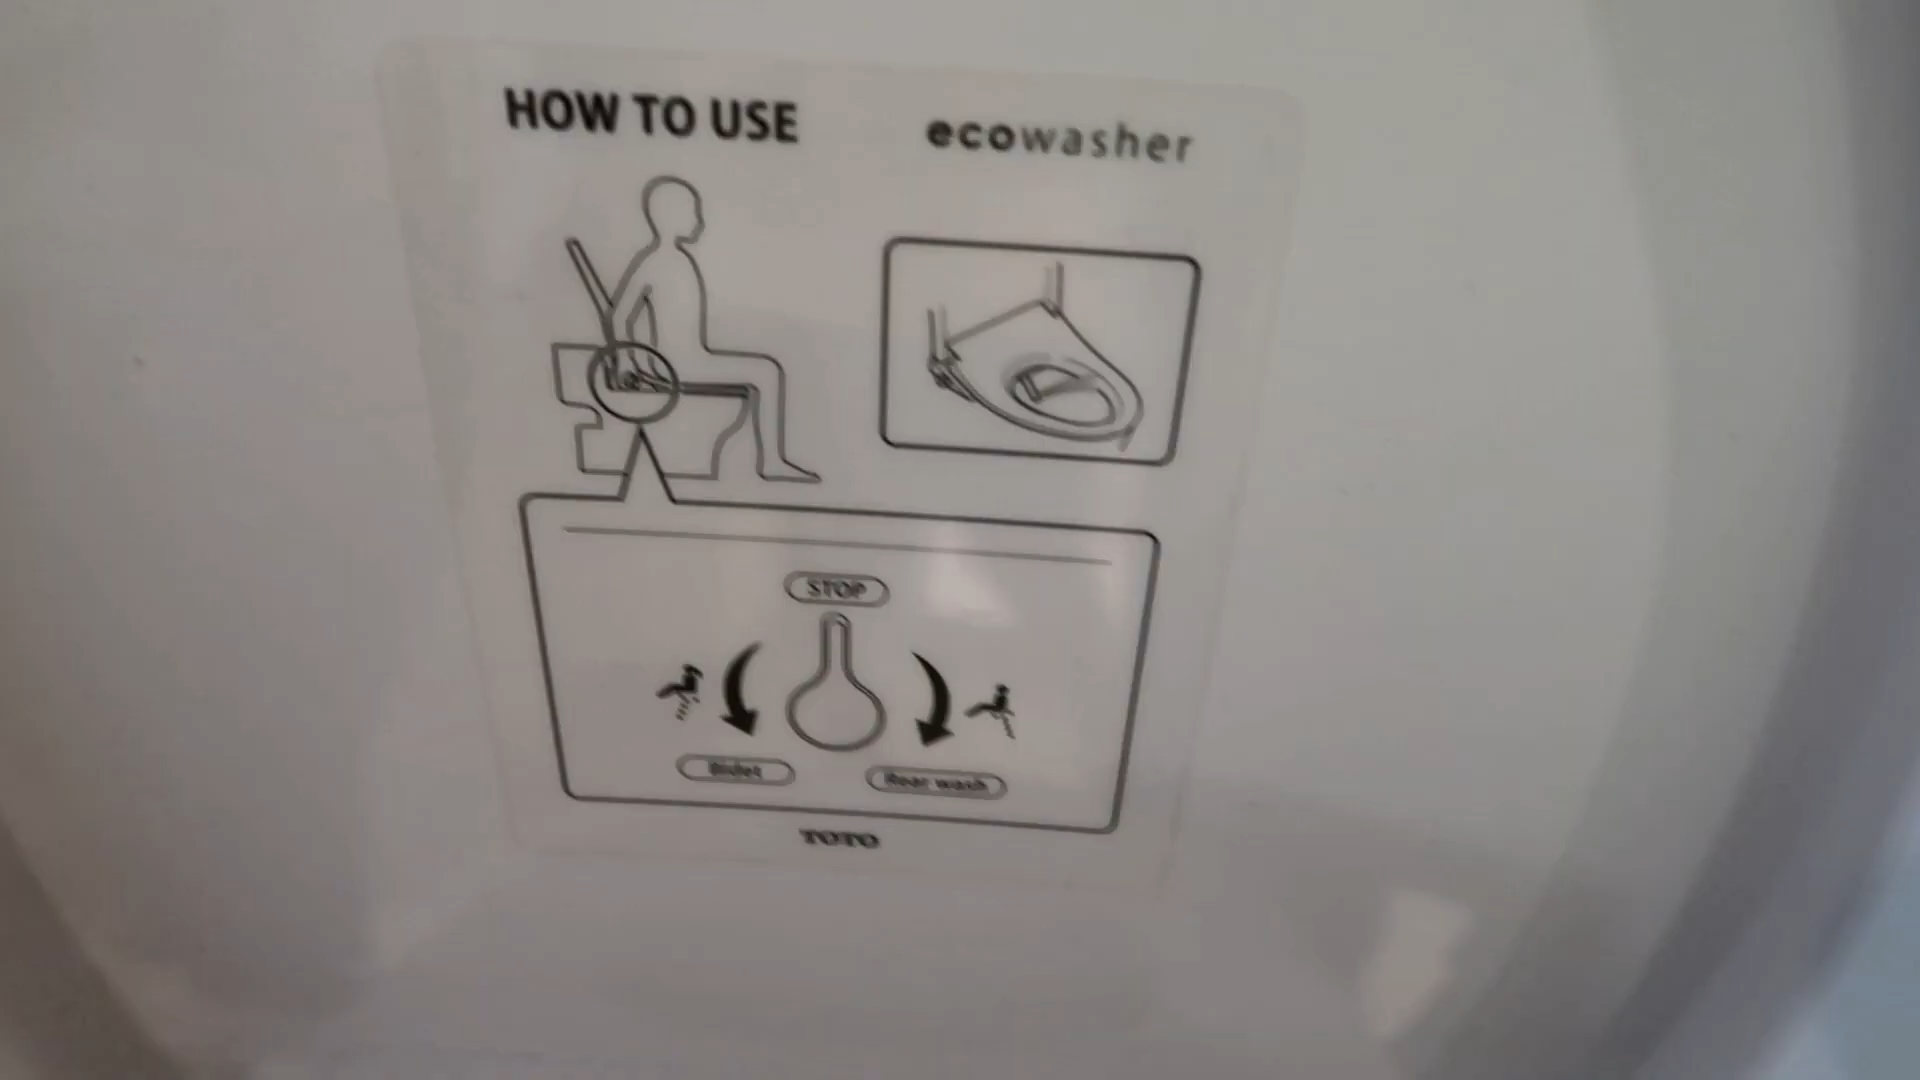 HOW TO USE
ecowasher
STOP
Bidet
Rear wash
TOTO